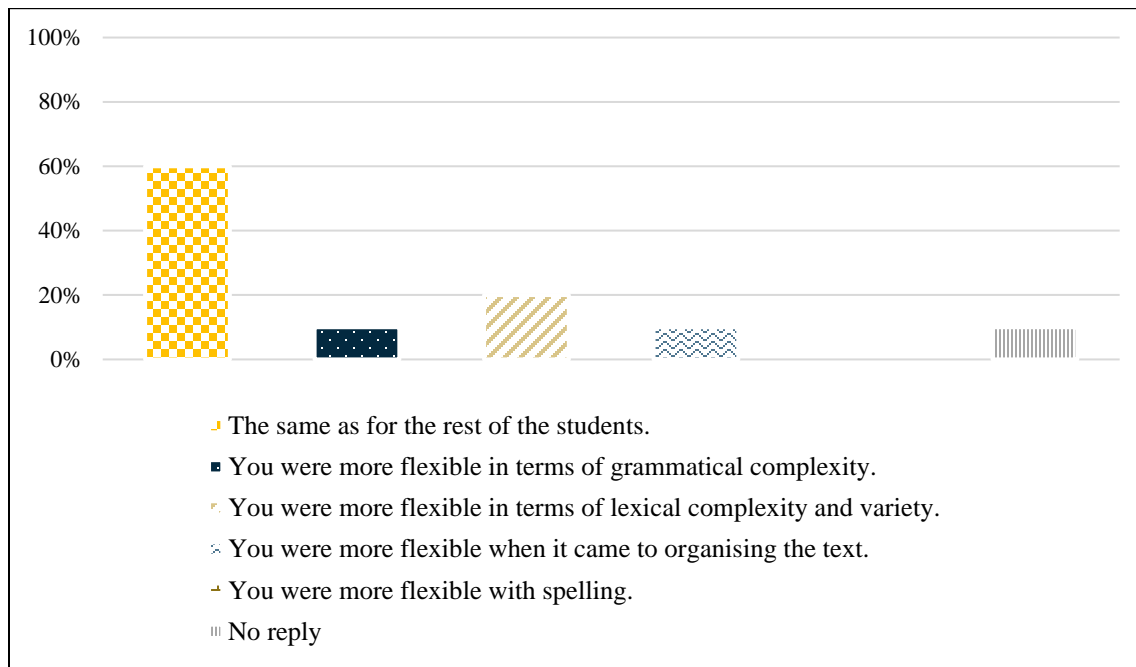 100%
80%
60%
40%
20%
0%
The same as for the rest of the students.
You were more flexible in terms of grammatical complexity.
You were more flexible in terms of lexical complexity and variety.
You were more flexible when it came to organising the text.
You were more flexible with spelling.
No reply